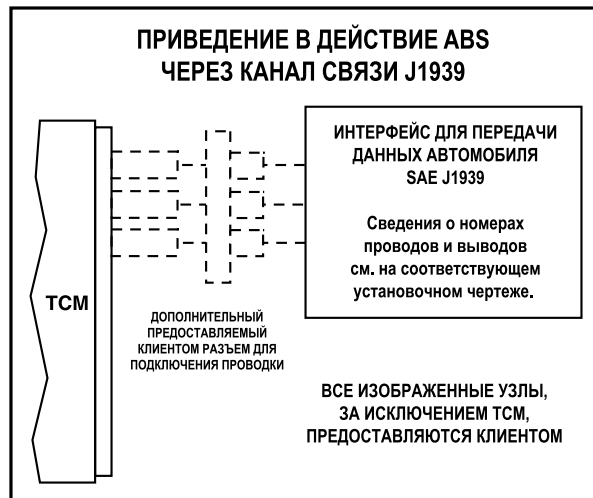 ПРИВЕДЕНИЕ В ДЕЙСТВИЕ ABS
ЧЕРЕЗ КАНАЛ СВЯЗИ J1939
ИНТЕРФЕЙС ДЛЯ ПЕРЕДАЧИ
ДАННЫХ АВТОМОБИЛЯ
SAE J1939
Сведения о номерах
проводов и выводов
см. на соответствующем
установочном чертеже.
TCM
ДОПОЛНИТЕЛЬНЫЙ
ПРЕДОСТАВЛЯЕМЫЙ
КЛИЕНТОМ РАЗЪЕМ ДЛЯ
ПОДКЛЮЧЕНИЯ ПРОВОДКИ
ВСЕ ИЗОБРАЖЕННЫЕ УЗЛЫ,
ЗА ИСКЛЮЧЕНИЕМ TCM,
ПРЕДОСТАВЛЯЮТСЯ КЛИЕНТОМ